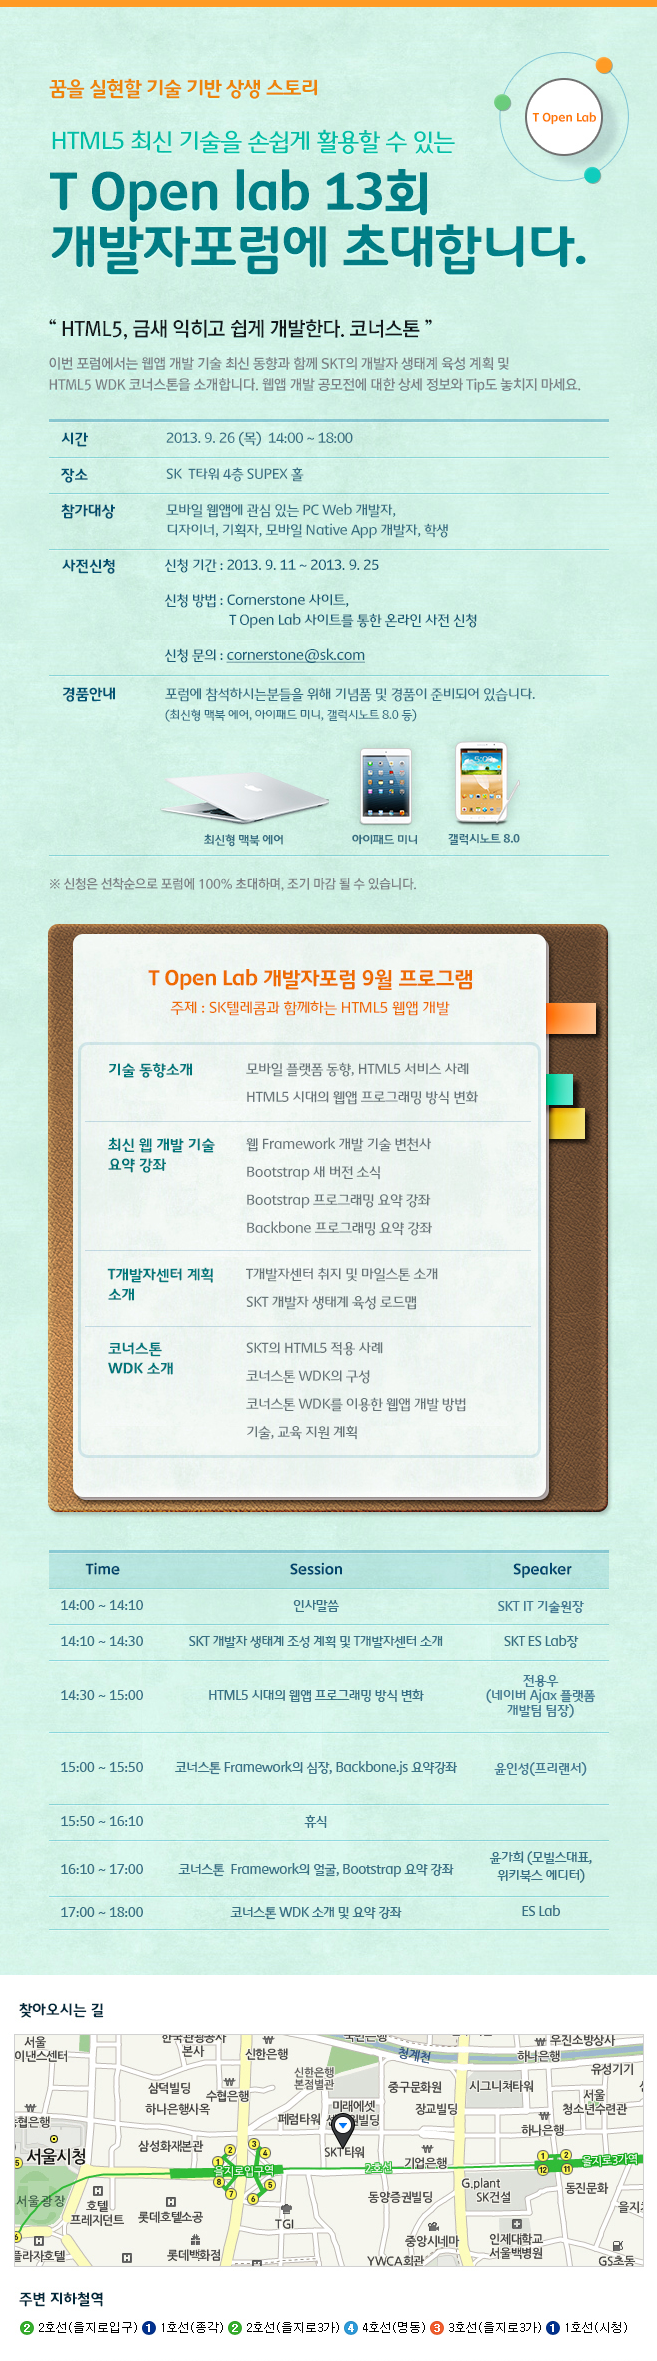 꿈을 실현할 기술 기반 상생 스토리
T Open Lab
HTML5 최신 기술을 손쉽게 활용할 수 있는
T Open lab 13회
개발자포럼에 초대합니다.
“ HTML5, 금새 익히고 쉽게 개발한다. 코너스톤 ”
이번 포럼에서는 웹앱 개발 기술 최신 동향과 함께 SKT의 개발자 생태계 육성 계획 및
HTML5 WDK 코너스톤을 소개합니다. 웹앱 개발 공모전에 대한 상세 정보와 Tip도 놓치지 마세요.
시간 2013. 9. 26 (목) 14:00 ~ 18:00
장소 SK T타워 4층 SUPEX 홀
참가대상 모바일 웹앱에 관심 있는 PC Web 개발자,
디자이너, 기획자, 모바일 Native App 개발자, 학생
사전신청 신청 기간 : 2013. 9. 11 ~ 2013. 9. 25
신청 방법 : Cornerstone 사이트,
T Open Lab 사이트를 통한 온라인 사전 신청
신청 문의 : cornerstone@sk.com
경품안내 포럼에 참석하시는분들을 위해 기념품 및 경품이 준비되어 있습니다.
(최신형 맥북 에어, 아이패드 미니, 갤럭시노트 8.0 등)
최신형 맥북 에어 아이패드 미니 갤럭시노트 8.0
※ 신청은 선착순으로 포럼에 100% 초대하며, 조기 마감 될 수 있습니다.
T Open Lab 개발자포럼 9월 프로그램
주제 : SK텔레콤과 함께하는 HTML5 웹앱 개발
기술 동향소개 모바일 플랫폼 동향, HTML5 서비스 사례
HTML5 시대의 웹앱 프로그래밍 방식 변화
최신 웹 개발 기술 웹 Framework 개발 기술 변천사
요약 강좌
Bootstrap 새 버전 소식
Bootstrap 프로그래밍 요약 강좌
Backbone 프로그래밍 요약 강좌
T개발자센터 계획 T개발자센터 취지 및 마일스톤 소개
소개
SKT 개발자 생태계 육성 로드맵
코너스톤 SKT의 HTML5 적용 사례
WDK 소개
코너스톤 WDK의 구성
코너스톤 WDK를 이용한 웹앱 개발 방법
기술, 교육 지원 계획
Time Session Speaker
14:00 ~ 14:10 인사말씀 SKT IT 기술원장
14:10 ~ 14:30 SKT 개발자 생태계 조성 계획 및 T개발자센터 소개 SKT ES Lab장
전용우
14:30 ~ 15:00 HTML5 시대의 웹앱 프로그래밍 방식 변화 (네이버 Ajax 플랫폼
개발팀 팀장)
15:00 ~ 15:50 코너스톤 Framework의 심장, Backbone.js 요약강좌 윤인성(프리랜서)
15:50 ~ 16:10 휴식
16:10 ~ 17:00 코너스톤 Framework의 얼굴, Bootstrap 요약 강좌 윤가희 (모빌스대표,
위키북스 에디터)
17:00 ~ 18:00 코너스톤 WDK 소개 및 요약 강좌 ES Lab
찾아오시는 길
한국관광공사
본사
서울
이낸스센터
신한은행
청계천
하나은행
우진소방상사
유성기기
신한은행
본점별관
삼덕빌딩
수협은행
하나은행사옥
미래에셋
페럼타워
중구문화원
장교빌딩
시그니쳐타워
서울
청소년수련관
하나은행
서울시청
삼성화재본관
을지로입구역
1 2 3 4 5 6 7 8
SKT타워
2호선
기업은행
을지로3가역
1 2 12 11
서울광장
호텔
프레지던트
롯데호텔소공
TGI
동양증권빌딩
G.plant
SK건설
동진문화
플라자호텔
롯데백화점
중앙시네마
YWCA회관
인제대학교
서울백병원
GS초동
주변 지하철역
2 2호선(을지로입구) 1 1호선(종각) 2 2호선(을지로3가) 4 4호선(명동) 3 3호선(을지로3가) 1 1호선(시청)